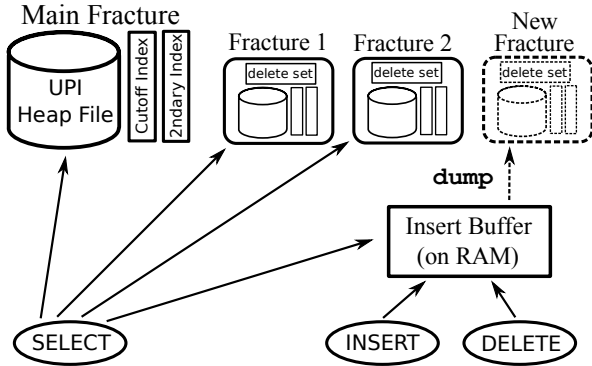 Main Fracture
UPI
Heap File
Cutoff Index
2ndary Index
Fracture 1
delete set
Fracture 2
delete set
New
Fracture
delete set
dump
Insert Buffer
(on RAM)
SELECT
INSERT
DELETE